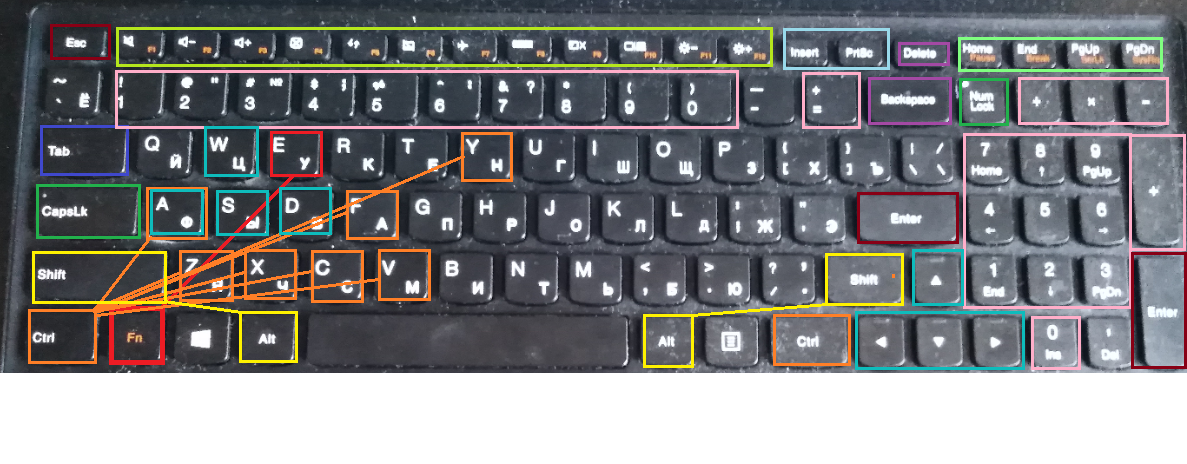 Esc F1 F2 F3 F4 F5 F6 F7 F8 F9 F10 F11 F12 Insert PrtSc Delete Home Pause End Break PgUp ScLk PgDn SysRq
~ ` Ё ! 1 @ " 2 # № 3 $ ; 4 % 5 ^ : 6 & ? 7 * 8 ( 9 ) 0 — - + = Backspace Num Lock ÷ × -
Tab Q Й W Ц E У R К T Е Y Н U Г I Ш O Щ P З { [ Х } ] Ъ | / \ \ 7 Home 8 ↑ 9 PgUp +
CapsLk A Ф S Ы D В F А G П H Р J О K Л L Д : ; Ж " ' Э Enter 4 ← 5 6 →
Shift Z Я X Ч C С V М B И N Т M Ь < , Б > . Ю ? , / . Shift ▲ 1 End 2 ↓ 3 PgDn Enter
Ctrl Fn Alt Alt Ctrl ◄ ▼ ► 0 Ins . Del